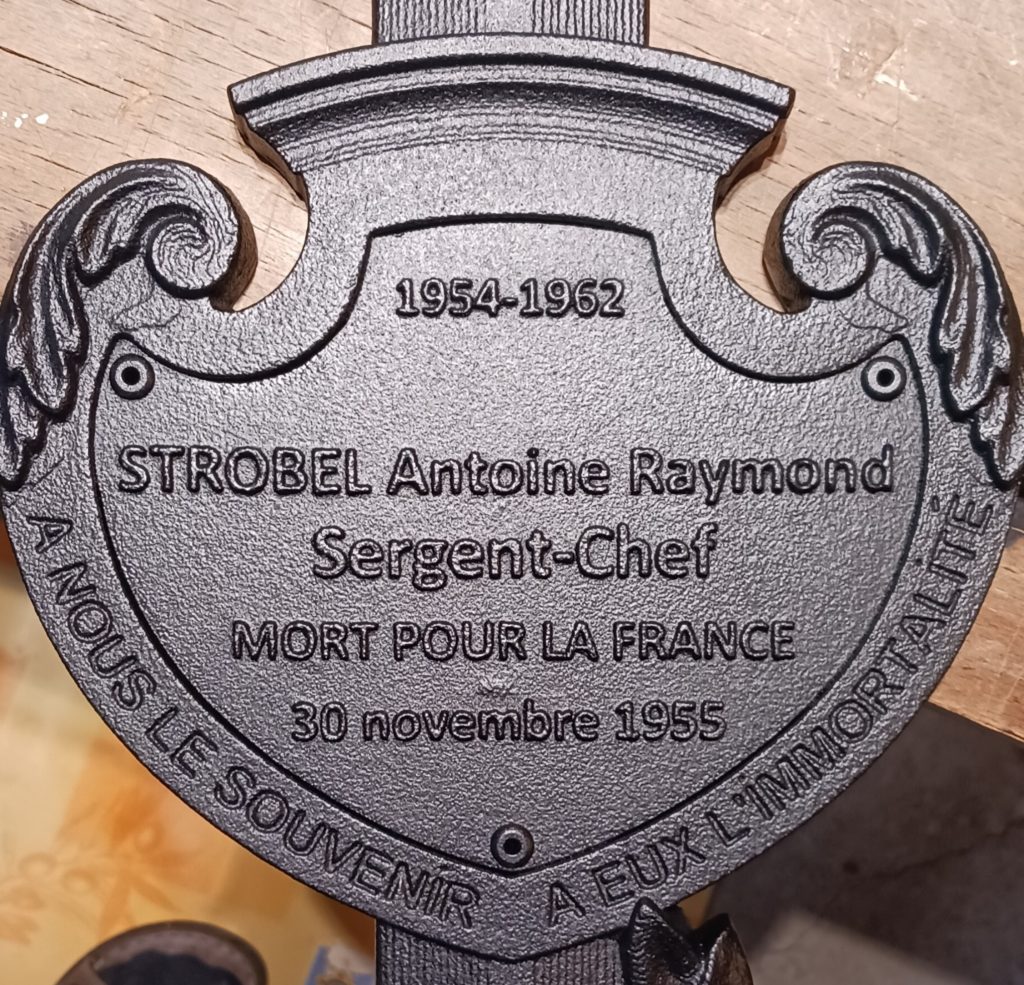 1954-1962
STROBEL Antoine Raymond
Sergent-Chef
MORT POUR LA FRANCE
30 novembre 1955
A NOUS LE SOUVENIR A EUX L'IMMORTALITÉ